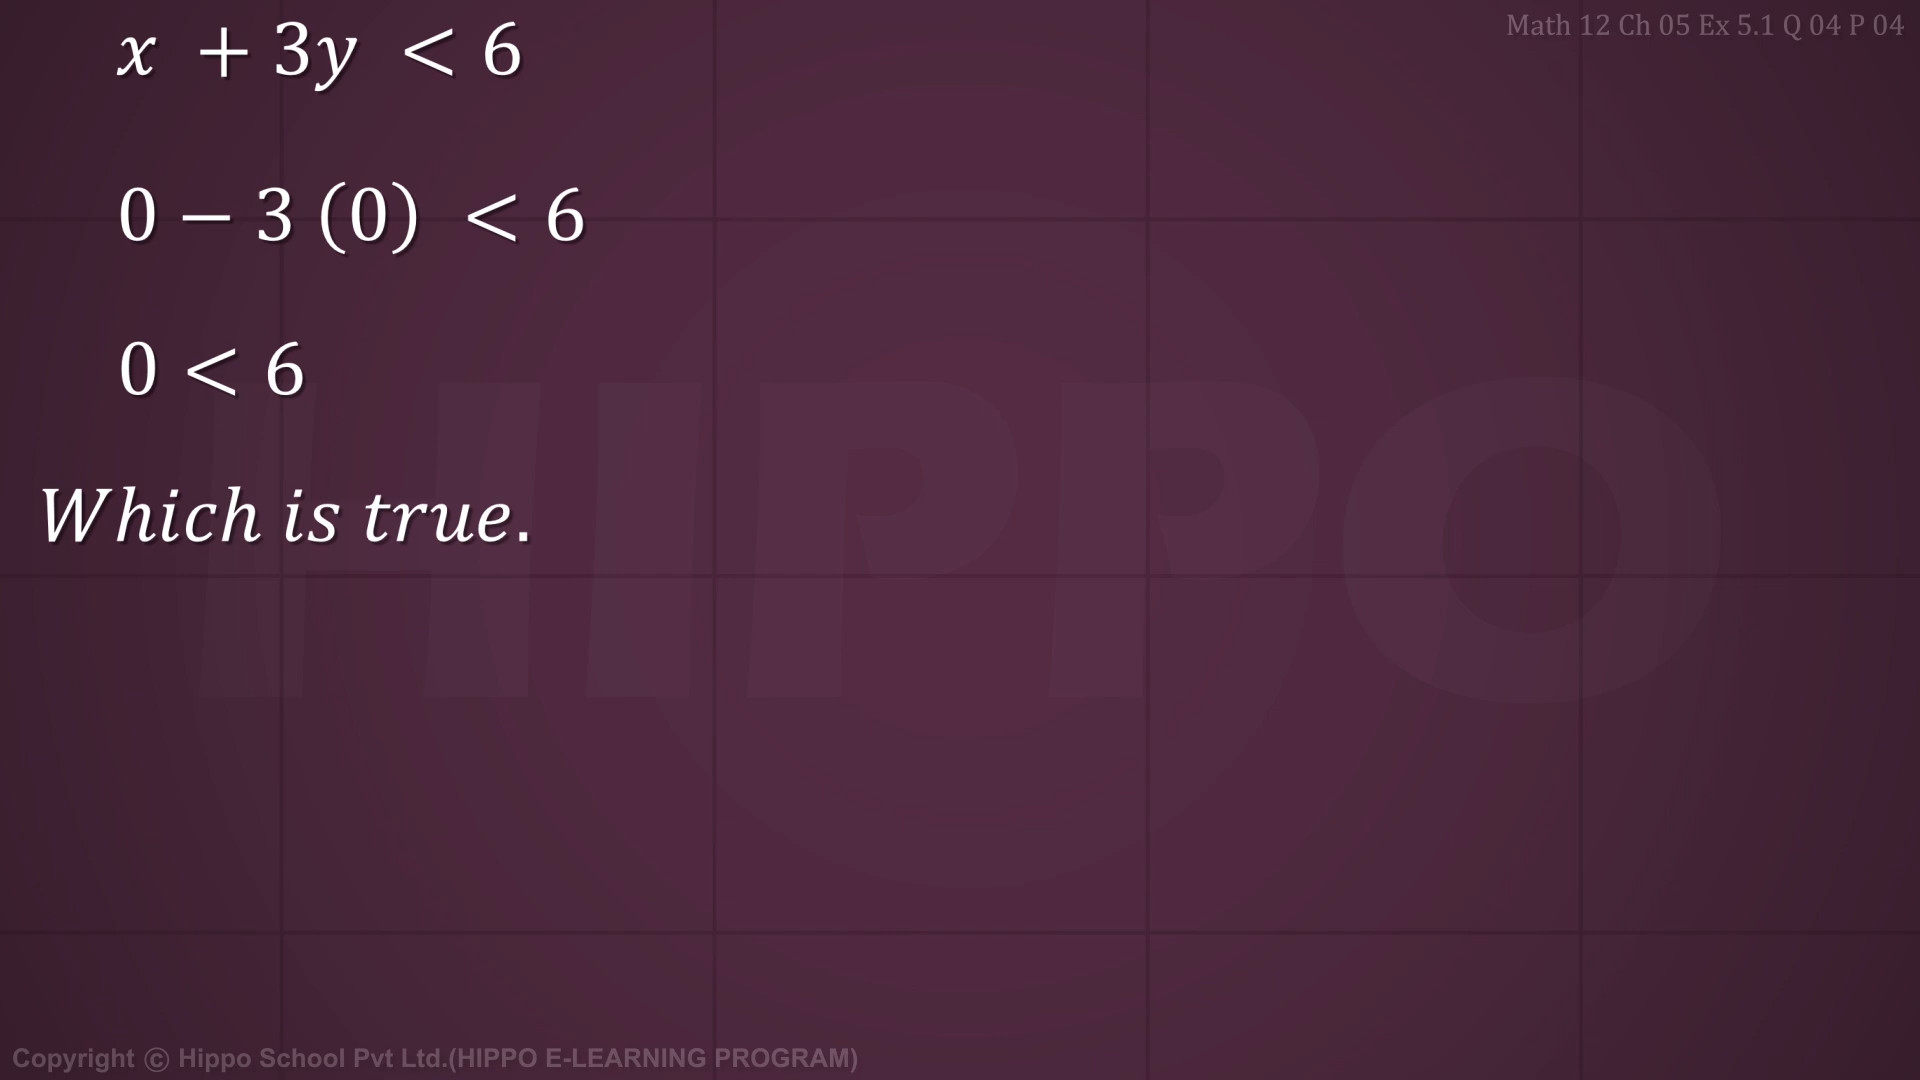 Math 12 Ch 05 Ex 5.1 Q 04 P 04
x + 3y < 6
0 − 3 (0) < 6
0 < 6
Which is true.
HIPPO
Copyright © Hippo School Pvt Ltd.(HIPPO E-LEARNING PROGRAM)